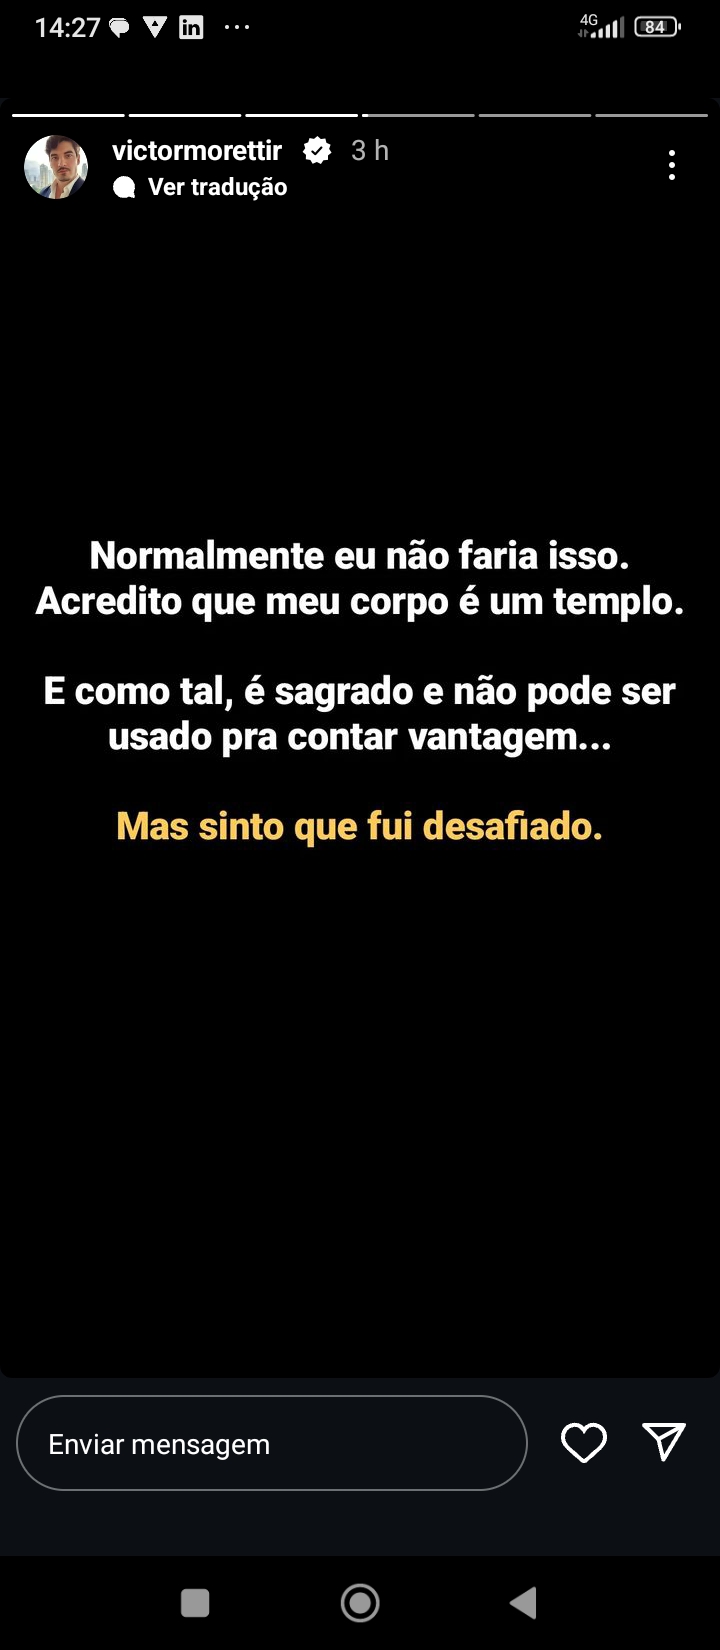 14:27
4G
84
victormorettir 3 h
Ver tradução
Normalmente eu não faria isso.
Acredito que meu corpo é um templo.
E como tal, é sagrado e não pode ser
usado pra contar vantagem...
Mas sinto que fui desafiado.
Enviar mensagem